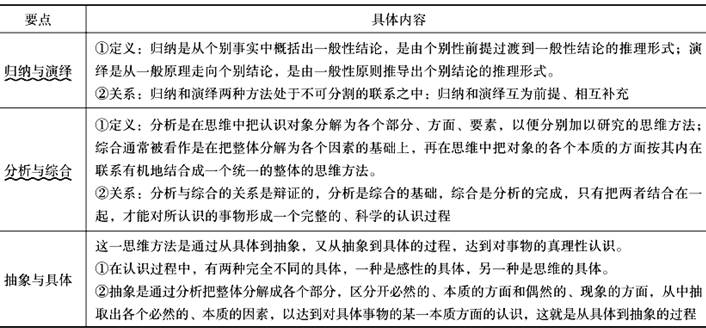 要点 具体内容
①定义：归纳是从个别事实中概括出一般性结论，是由个别性前提过渡到一般性结论的推理形式；演
归纳与演绎 绎是从一般原理走向个别结论，是由一般性原则推导出个别结论的推理形式。
②关系：归纳和演绎两种方法处于不可分割的联系之中：归纳和演绎互为前提、相互补充
①定义：分析是在思维中把认识对象分解为各个部分、方面、要素，以便分别加以研究的思维方法；
综合通常被看作是在把整体分解为各个因素的基础上，再在思维中把对象的各个本质的方面按其内在
分析与综合 联系有机地结合成一个统一的整体的思维方法。
②关系：分析与综合的关系是辩证的，分析是综合的基础，综合是分析的完成，只有把两者结合在一
起，才能对所认识的事物形成一个完整的、科学的认识过程
这一思维方法是通过从具体到抽象，又从抽象到具体的过程，达到对事物的真理性认识。
①在认识过程中，有两种完全不同的具体，一种是感性的具体，另一种是思维的具体。
抽象与具体 ②抽象是通过分析把整体分解成各个部分，区分开必然的、本质的方面和偶然的、现象的方面，从中抽
取出各个必然的、本质的因素，以达到对具体事物的某一本质方面的认识，这就是从具体到抽象的过程